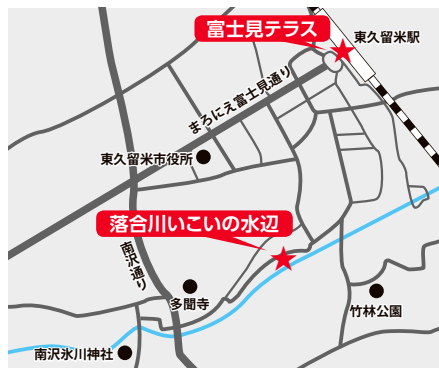 富士見テラス
東久留米駅
まろにえ富士見通り
東久留米市役所
落合川いこいの水辺
南沢通り
多聞寺
竹林公園
南沢氷川神社